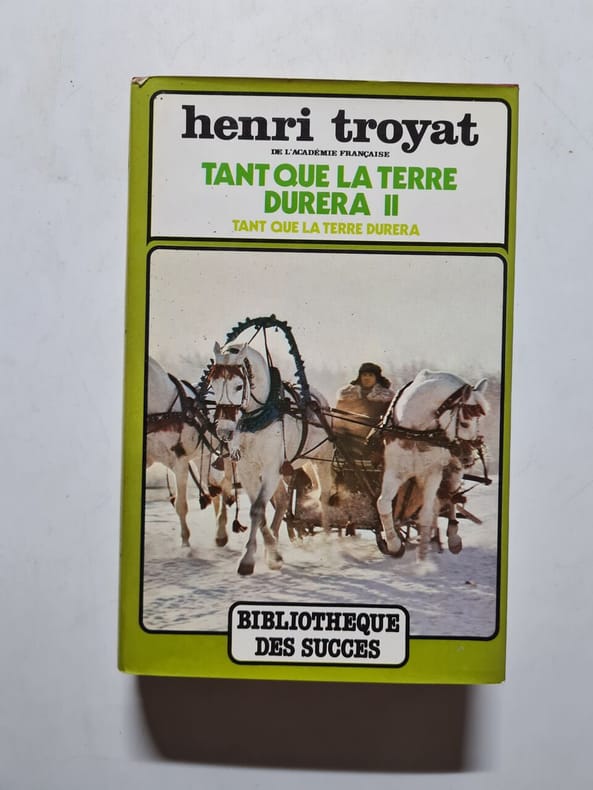 henri troyat
DE L'ACADÉMIE FRANÇAISE
TANT QUE LA TERRE
DURERA II
TANT QUE LA TERRE DURERA
BIBLIOTHEQUE
DES SUCCES